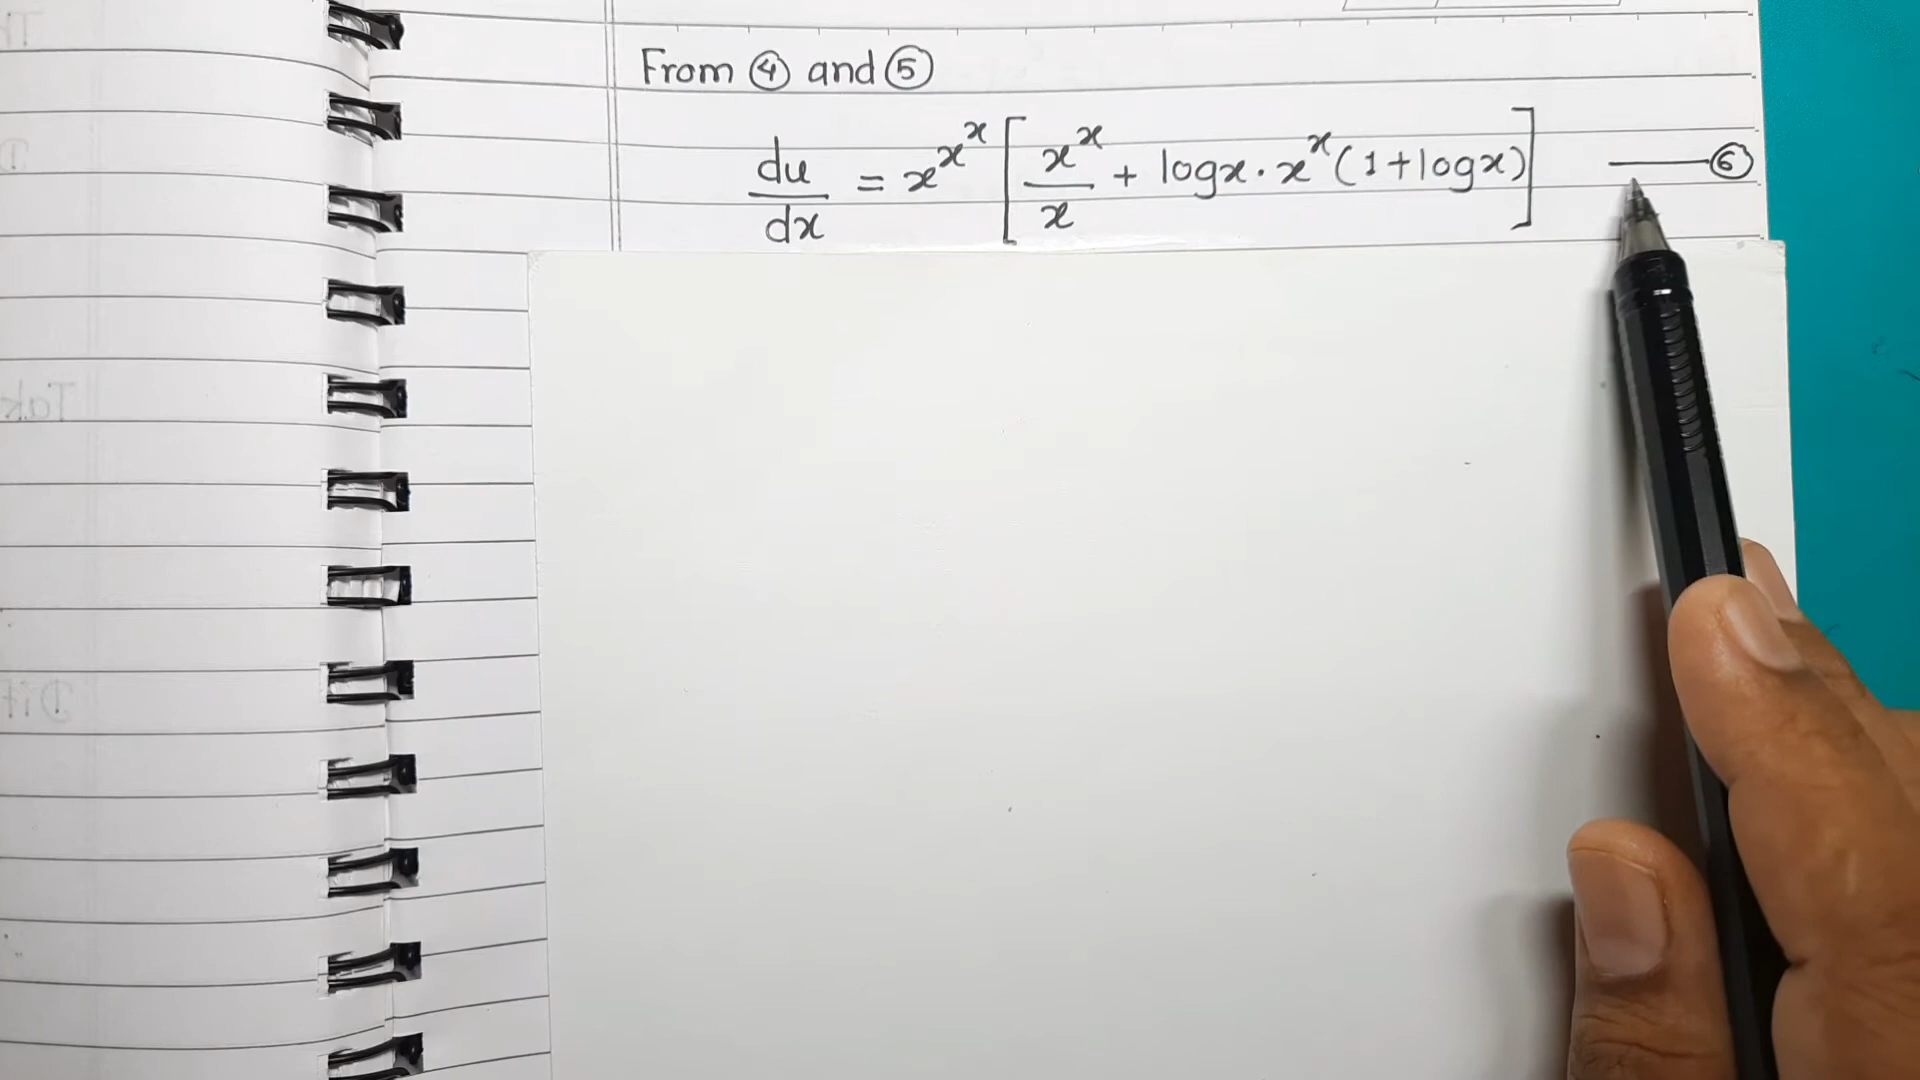 From ④ and ⑤
du/dx = x^x^x [x^x/x + logx · x^x (1+logx)] —— ⑥